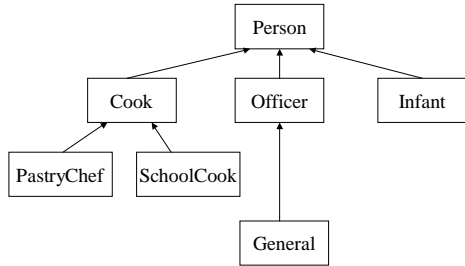 Person
Cook
Officer
Infant
PastryChef
SchoolCook
General